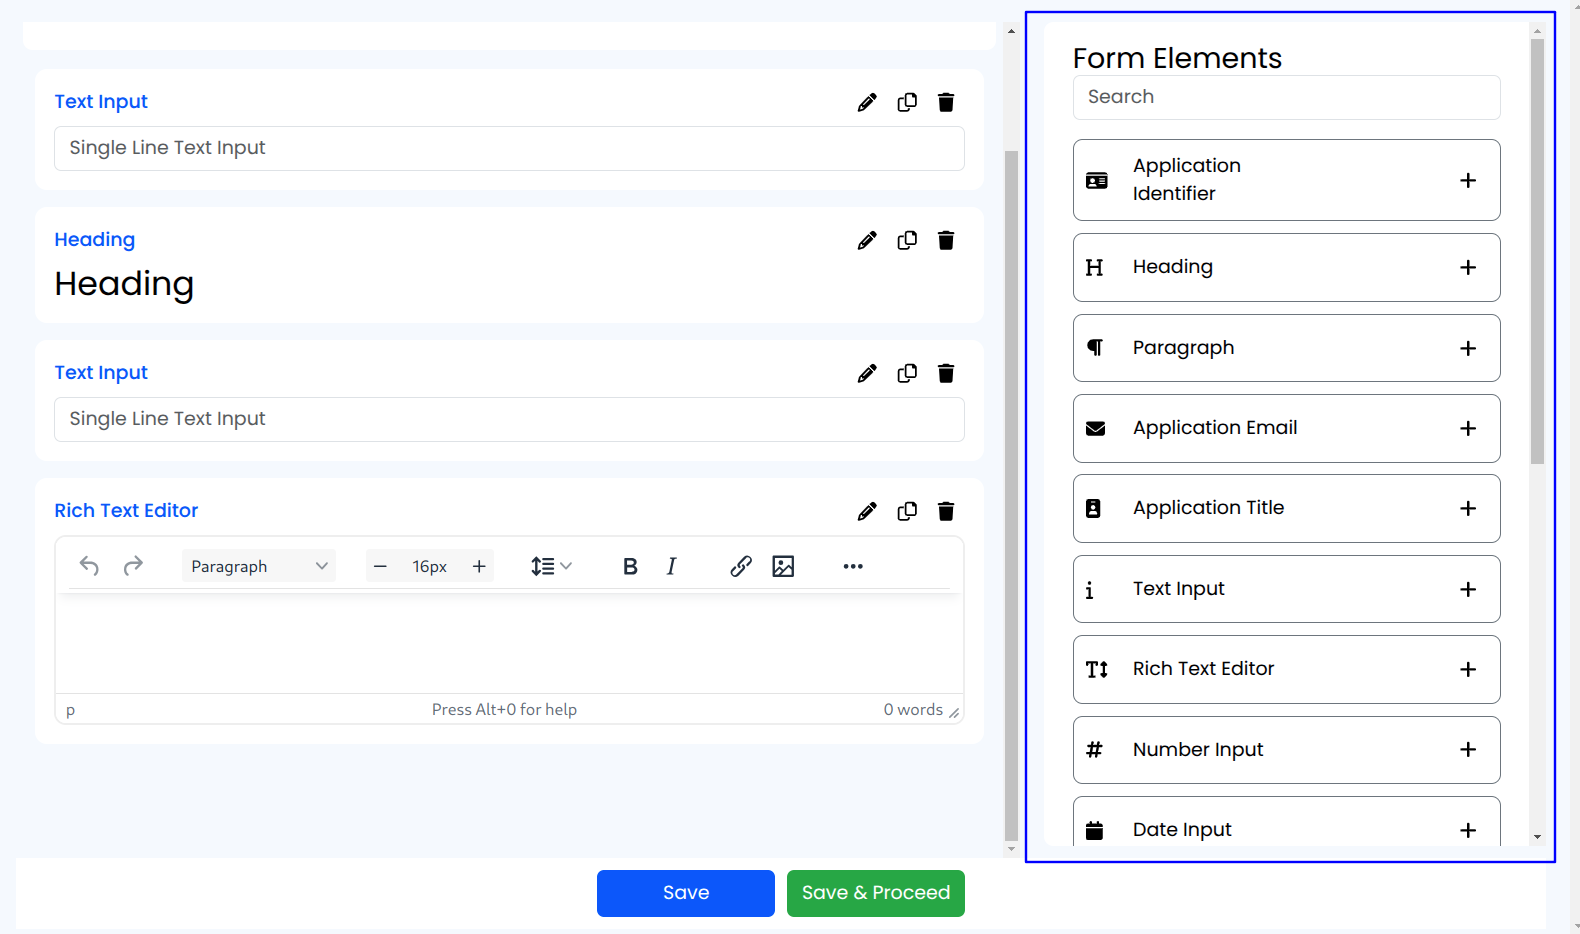 Text Input
Single Line Text Input
Heading
Heading
Text Input
Single Line Text Input
Rich Text Editor
Paragraph
16px
B I
p
Press Alt+0 for help
0 words
Form Elements
Search
Application
Identifier
Heading
Paragraph
Application Email
Application Title
Text Input
Rich Text Editor
Number Input
Date Input
Save
Save & Proceed